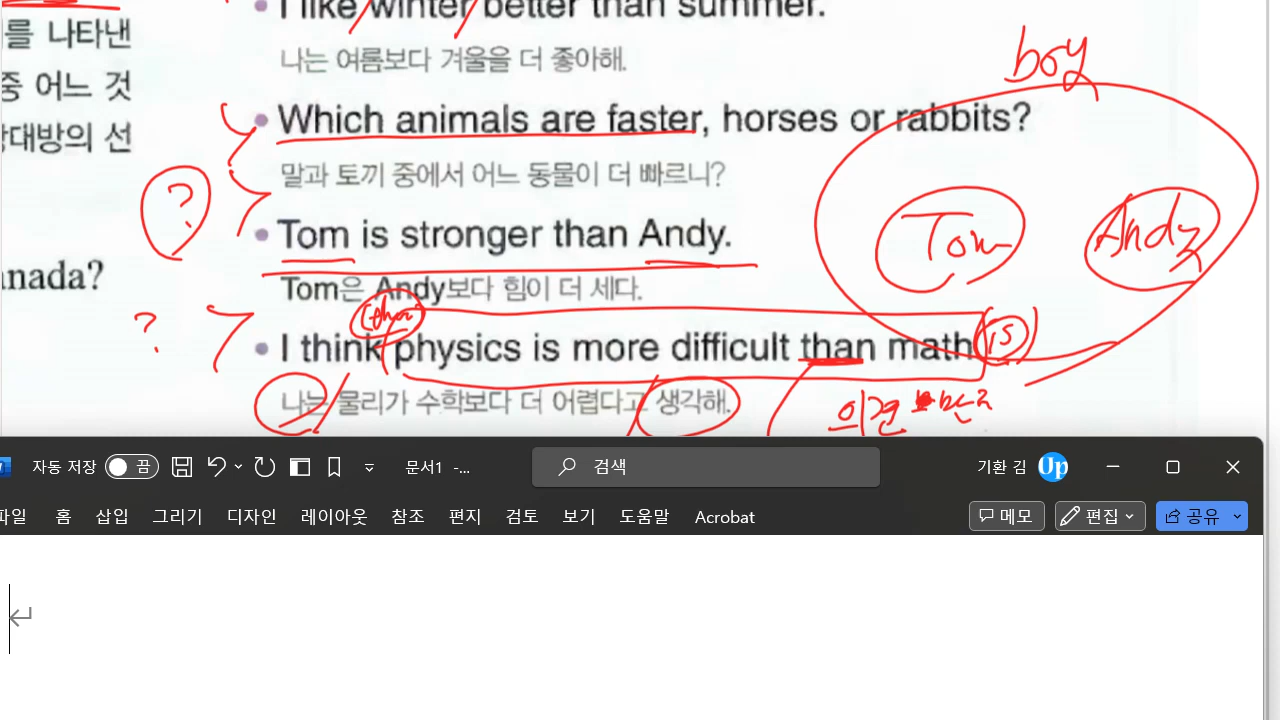 I like winter better than summer.
를 나타낸
나는 여름보다 겨울을 더 좋아해.
boy
중 어느 것
Which animals are faster, horses or rabbits?
상대방의 선
말과 토끼 중에서 어느 동물이 더 빠르니?
?
Tom is stronger than Andy.
Tom
Andy
anada?
Tom은 Andy보다 힘이 더 세다.
(that)
?
I think physics is more difficult than math
(is)
나는 물리가 수학보다 더 어렵다고 생각해.
의견
자동 저장 끔 문서1 -... 검색 기환 김 Up
파일 홈 삽입 그리기 디자인 레이아웃 참조 편지 검토 보기 도움말 Acrobat 메모 편집 공유